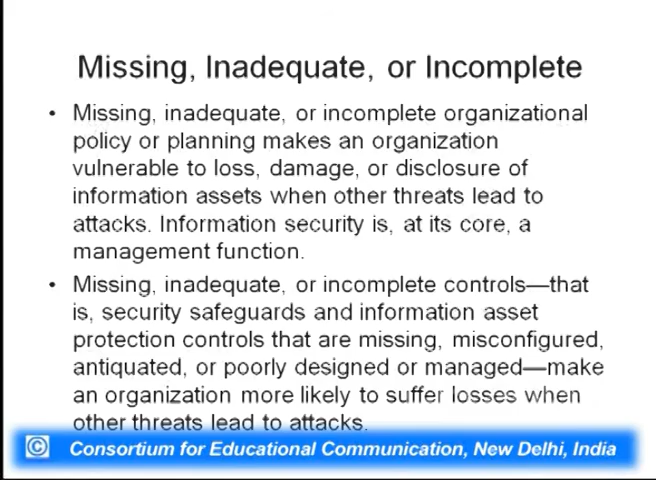 Missing, Inadequate, or Incomplete
• Missing, inadequate, or incomplete organizational
policy or planning makes an organization
vulnerable to loss, damage, or disclosure of
information assets when other threats lead to
attacks. Information security is, at its core, a
management function.
• Missing, inadequate, or incomplete controls—that
is, security safeguards and information asset
protection controls that are missing, misconfigured,
antiquated, or poorly designed or managed—make
an organization more likely to suffer losses when
other threats lead to attacks.
© Consortium for Educational Communication, New Delhi, India